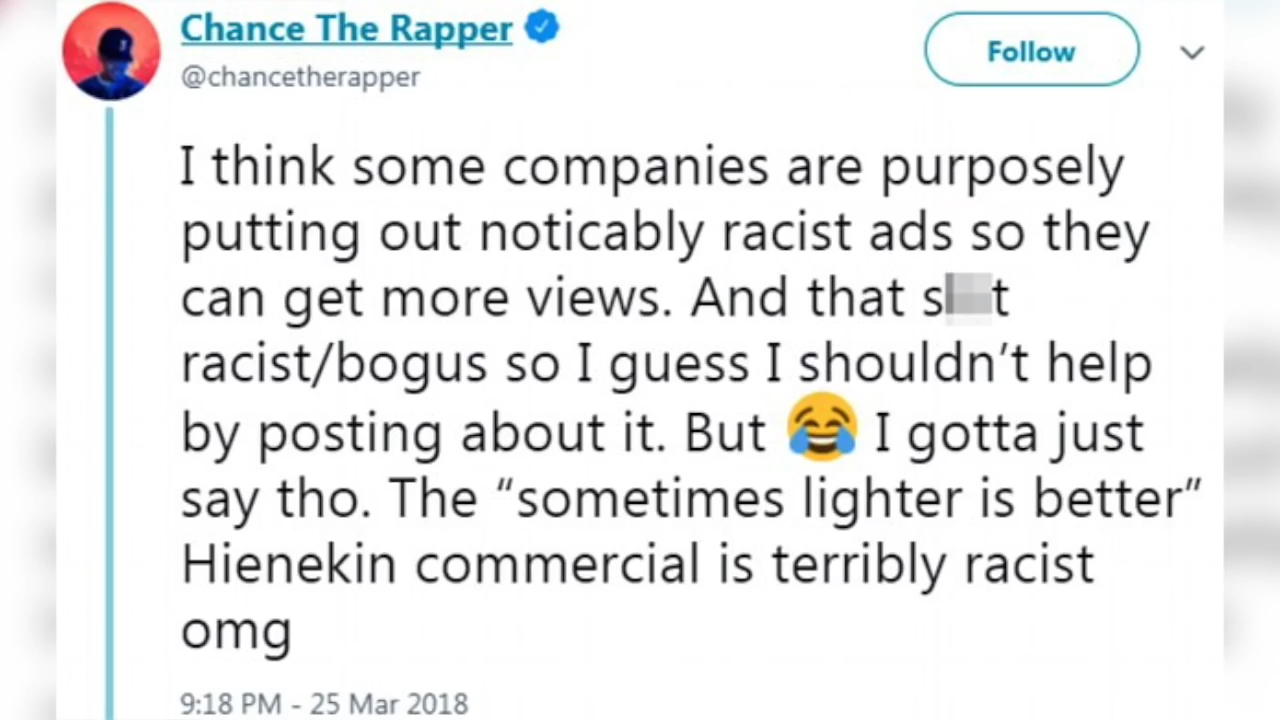 Chance The Rapper
@chancetherapper
Follow
I think some companies are purposely
putting out noticably racist ads so they
can get more views. And that s t
racist/bogus so I guess I shouldn't help
by posting about it. But 😂 I gotta just
say tho. The “sometimes lighter is better”
Hienekin commercial is terribly racist
omg
9:18 PM - 25 Mar 2018